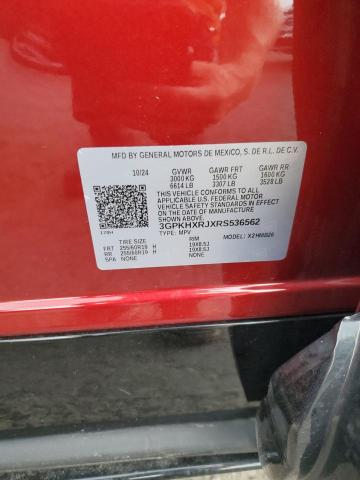 MFD BY GENERAL MOTORS DE MEXICO, S. DE R.L. DE C.V.
10/24 GVWR GAWR FRT GAWR RR
3000 KG 1500 KG 1600 KG
6614 LB 3307 LB 3528 LB
THIS VEHICLE CONFORMS TO ALL
APPLICABLE U.S. FEDERAL MOTOR
VEHICLE SAFETY STANDARDS IN
EFFECT ON THE DATE OF
MANUFACTURE SHOWN ABOVE.
3GPKHXRJXRS536562
TYPE: MPV MODEL:
TIRE SIZE RIM
FRT 255/60R19 H 19X8.5J
RR 255/60R19 H 19X8.5J
SPA NONE NONE